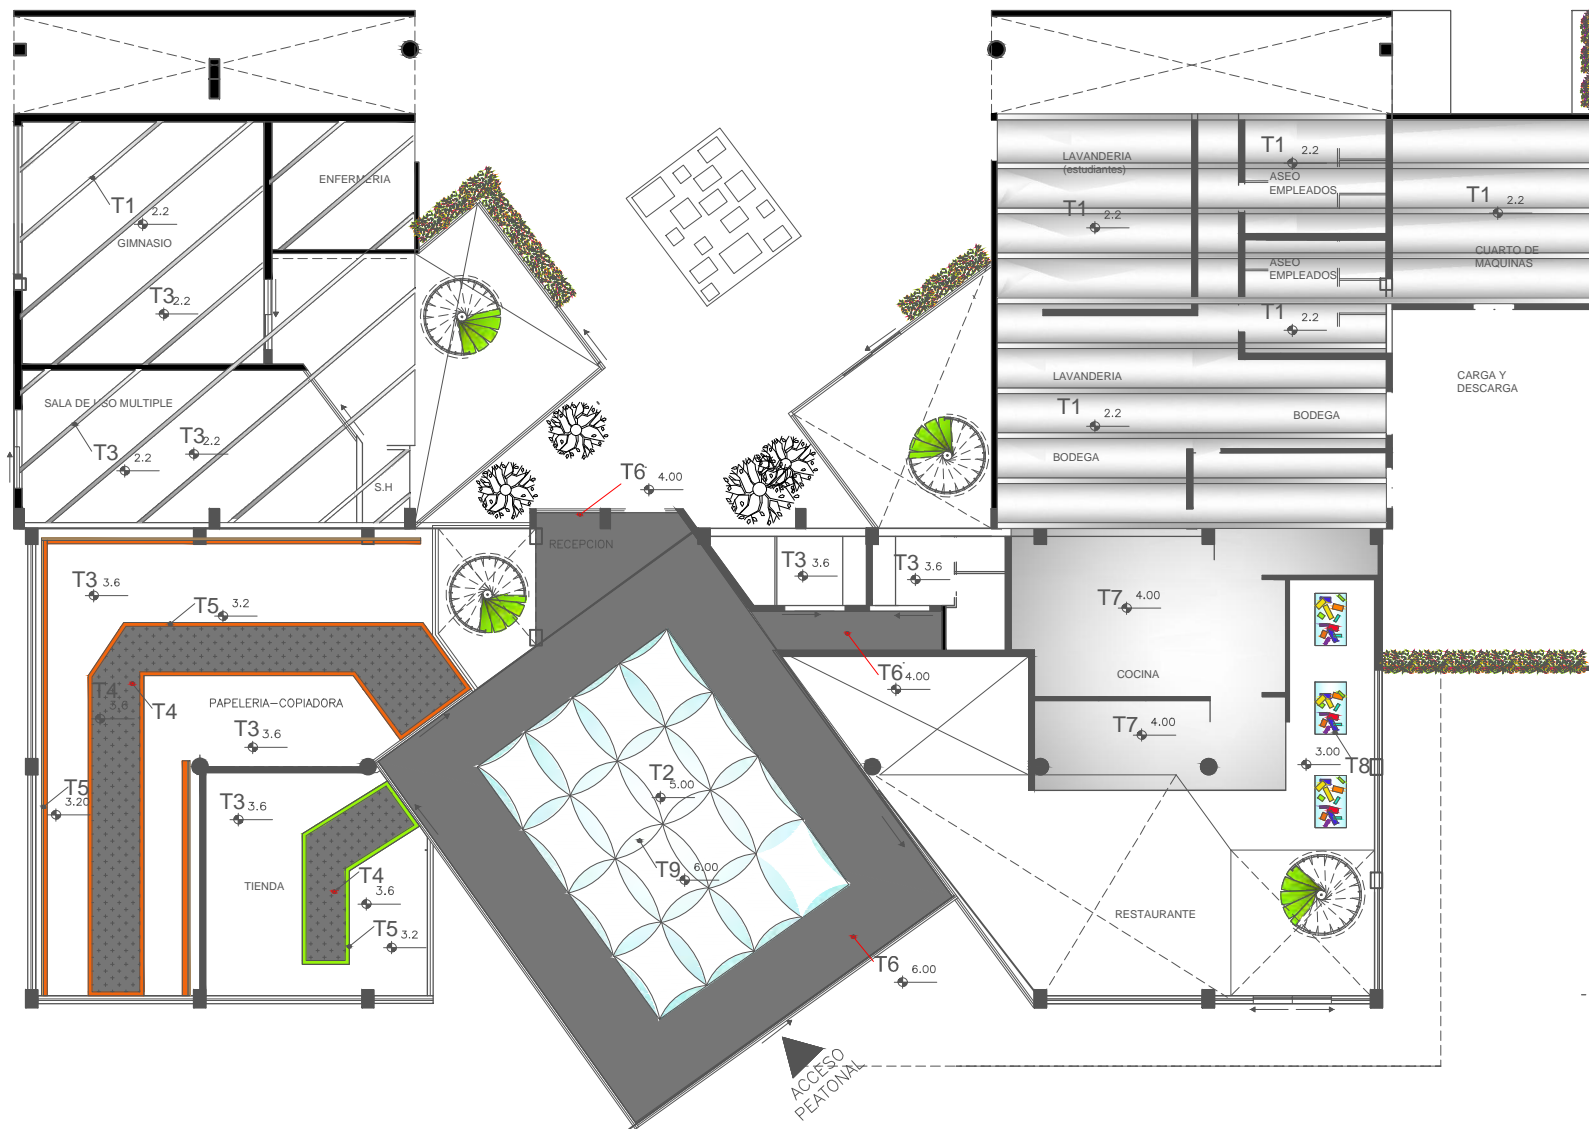 T1 2.2
GIMNASIO
ENFERMERIA
T3 2.2
SALA DE USO MULTIPLE
T3 2.2
T3 2.2
S.H
LAVANDERIA
(estudiantes)
T1 2.2
T1 2.2
ASEO
EMPLEADOS
ASEO
EMPLEADOS
T1 2.2
T1 2.2
CUARTO DE
MAQUINAS
LAVANDERIA
T1 2.2
BODEGA
BODEGA
CARGA Y
DESCARGA
T6 4.00
RECEPCION
T3 3.6
T3 3.6
T3 3.6
T5 3.2
T4
3.6
T4
PAPELERIA-COPIADORA
T3 3.6
T5
3.20
T3 3.6
TIENDA
T4
3.6
T5 3.2
T2
5.00
T9 6.00
T6 4.00
T6 6.00
T7 4.00
COCINA
T7 4.00
3.00
T8
RESTAURANTE
ACCESO
PEATONAL